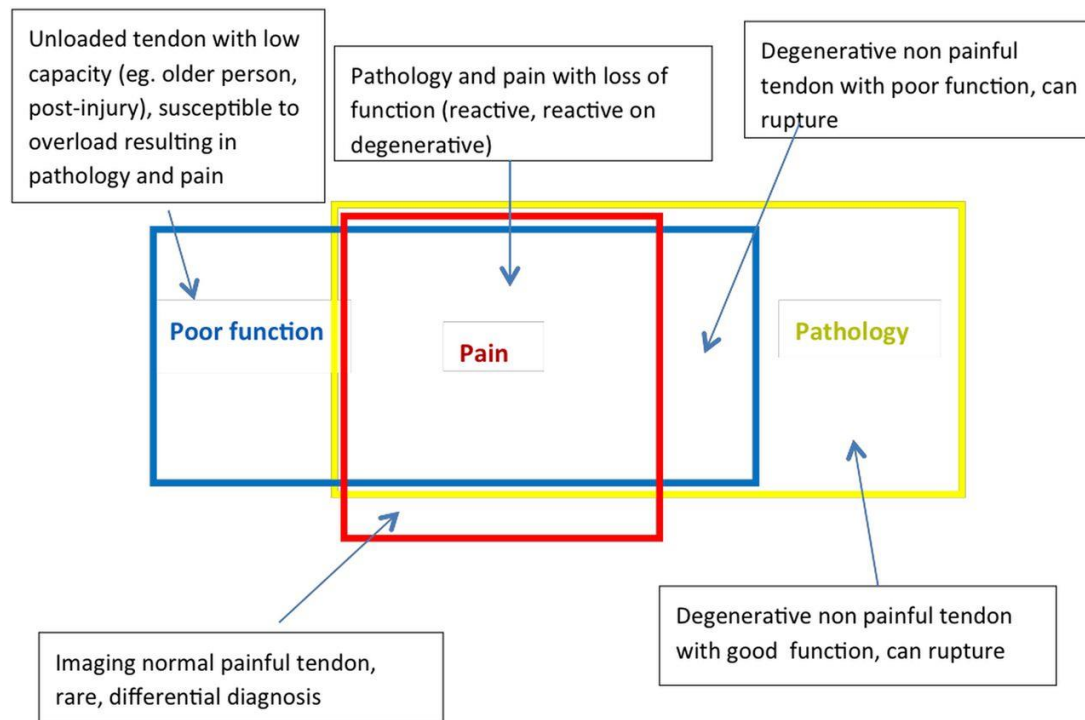 Unloaded tendon with low
capacity (eg. older person,
post-injury), susceptible to
overload resulting in
pathology and pain
Pathology and pain with loss of
function (reactive, reactive on
degenerative)
Degenerative non painful
tendon with poor function, can
rupture
Poor function
Pain
Pathology
Imaging normal painful tendon,
rare, differential diagnosis
Degenerative non painful tendon
with good  function, can rupture